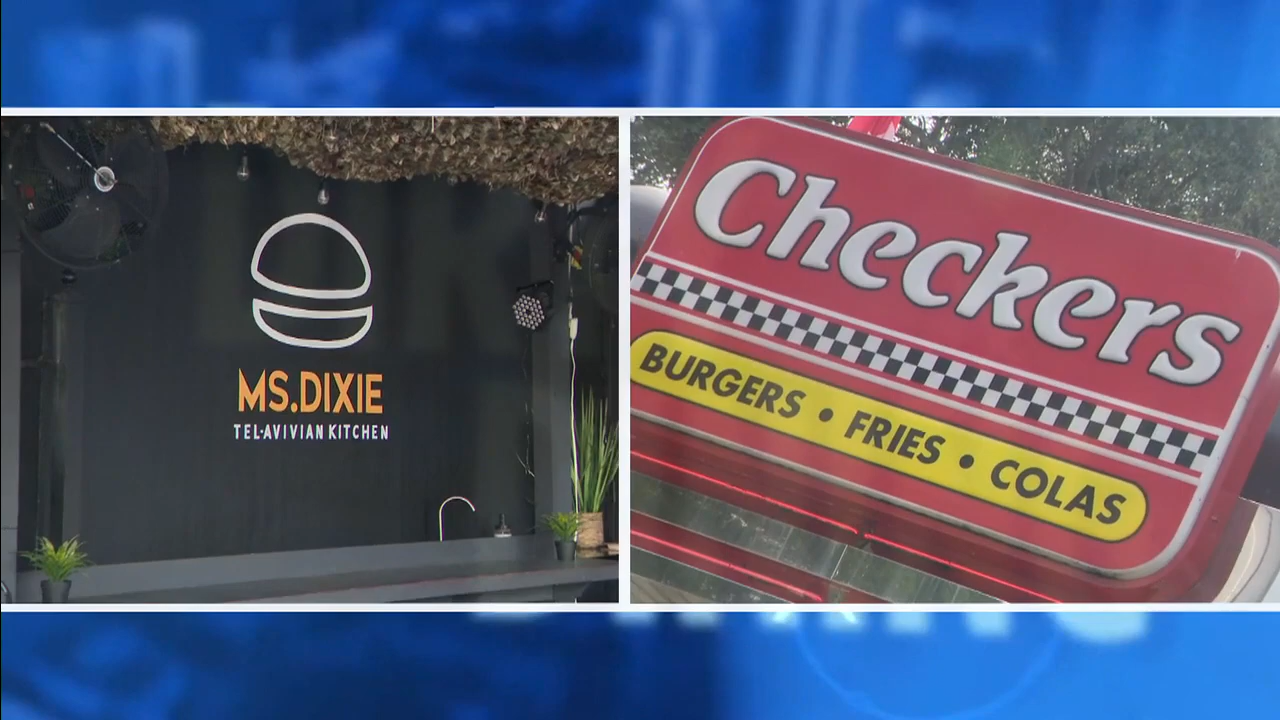 MS.DIXIE
TEL-AVIVIAN KITCHEN
Checkers
BURGERS • FRIES • COLAS